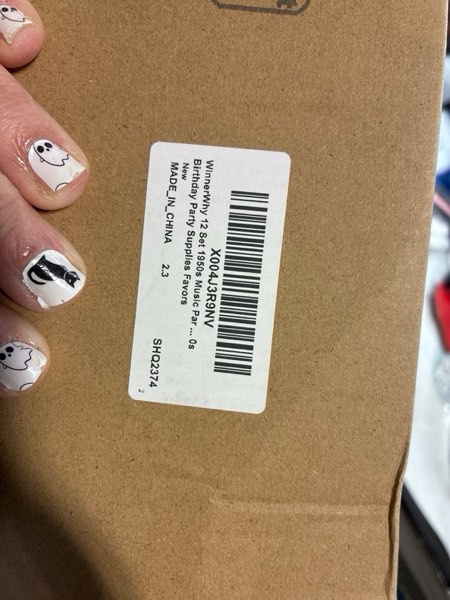 X004J3R9NV
WinnerWhy 12 Set 1950s Music Par ... 0s
Birthday Party Supplies Favors
New
MADE_IN_CHINA 2.3 SHQ2374